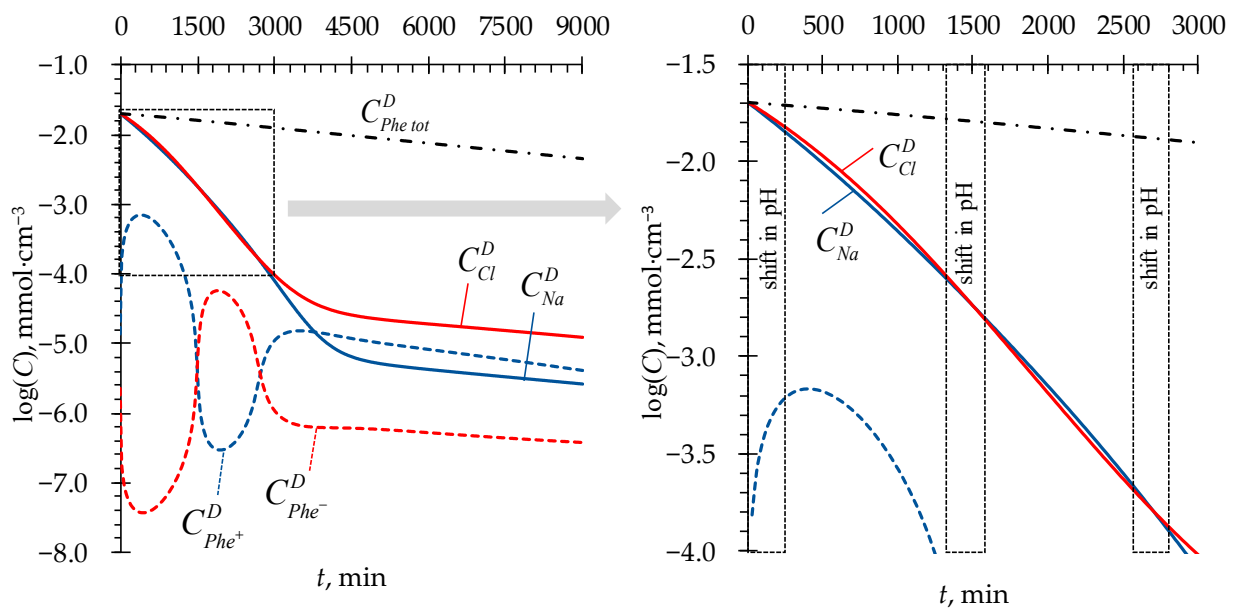 0 1500 3000 4500 6000 7500 9000
−1.0
−2.0
−3.0
−4.0
−5.0
−6.0
−7.0
−8.0
log(C), mmol·cm⁻³
t, min
C^D_Phe tot
C^D_Cl
C^D_Na
C^D_Phe⁺
C^D_Phe⁻
0 500 1000 1500 2000 2500 3000
−1.5
−2.0
−2.5
−3.0
−3.5
−4.0
log(C), mmol·cm⁻³
t, min
C^D_Cl
C^D_Na
shift in pH
shift in pH
shift in pH